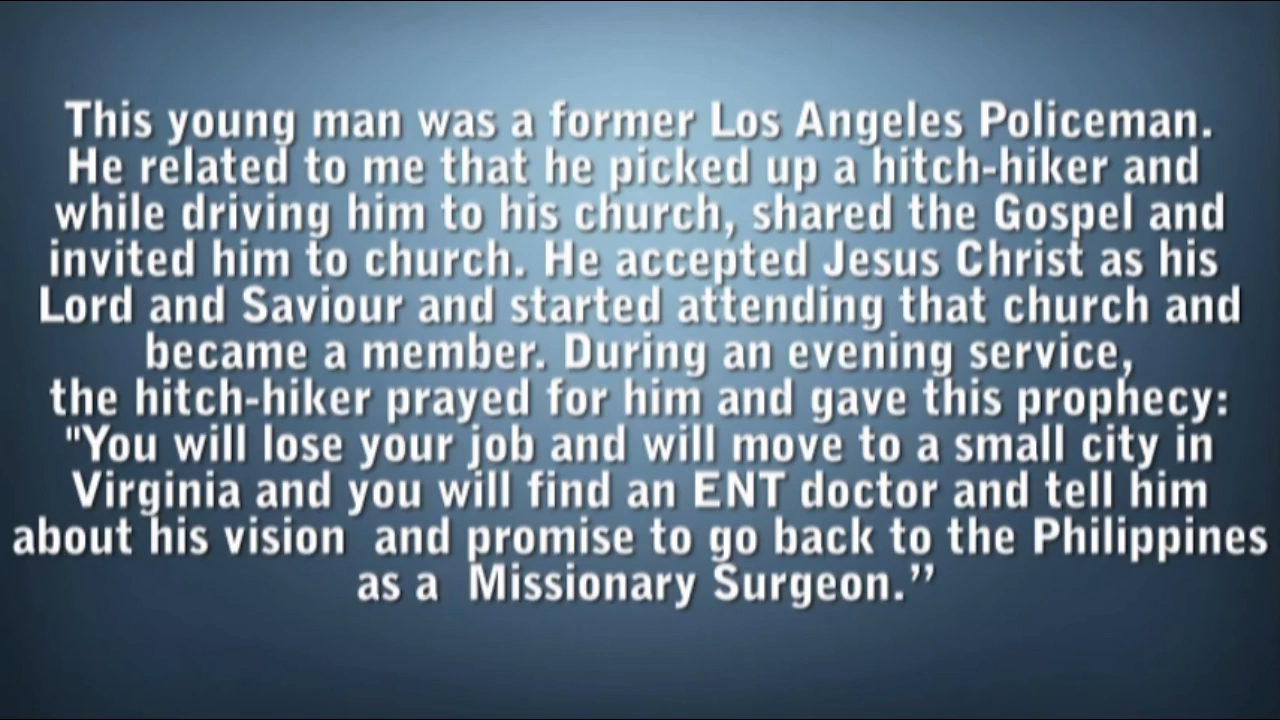 This young man was a former Los Angeles Policeman.
He related to me that he picked up a hitch-hiker and
while driving him to his church, shared the Gospel and
invited him to church. He accepted Jesus Christ as his
Lord and Saviour and started attending that church and
became a member. During an evening service,
the hitch-hiker prayed for him and gave this prophecy:
"You will lose your job and will move to a small city in
Virginia and you will find an ENT doctor and tell him
about his vision  and promise to go back to the Philippines
as a  Missionary Surgeon.’’